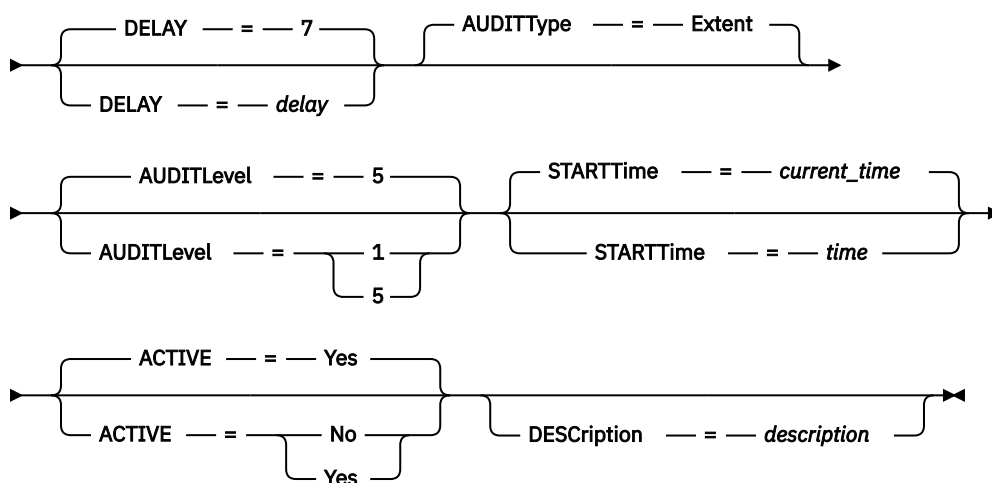 DELAY = 7 AUDITType = Extent
DELAY = delay
AUDITLevel = 5 STARTTime = current_time
AUDITLevel = 1 STARTTime = time
5
ACTIVE = Yes
ACTIVE = No DESCription = description
Yes